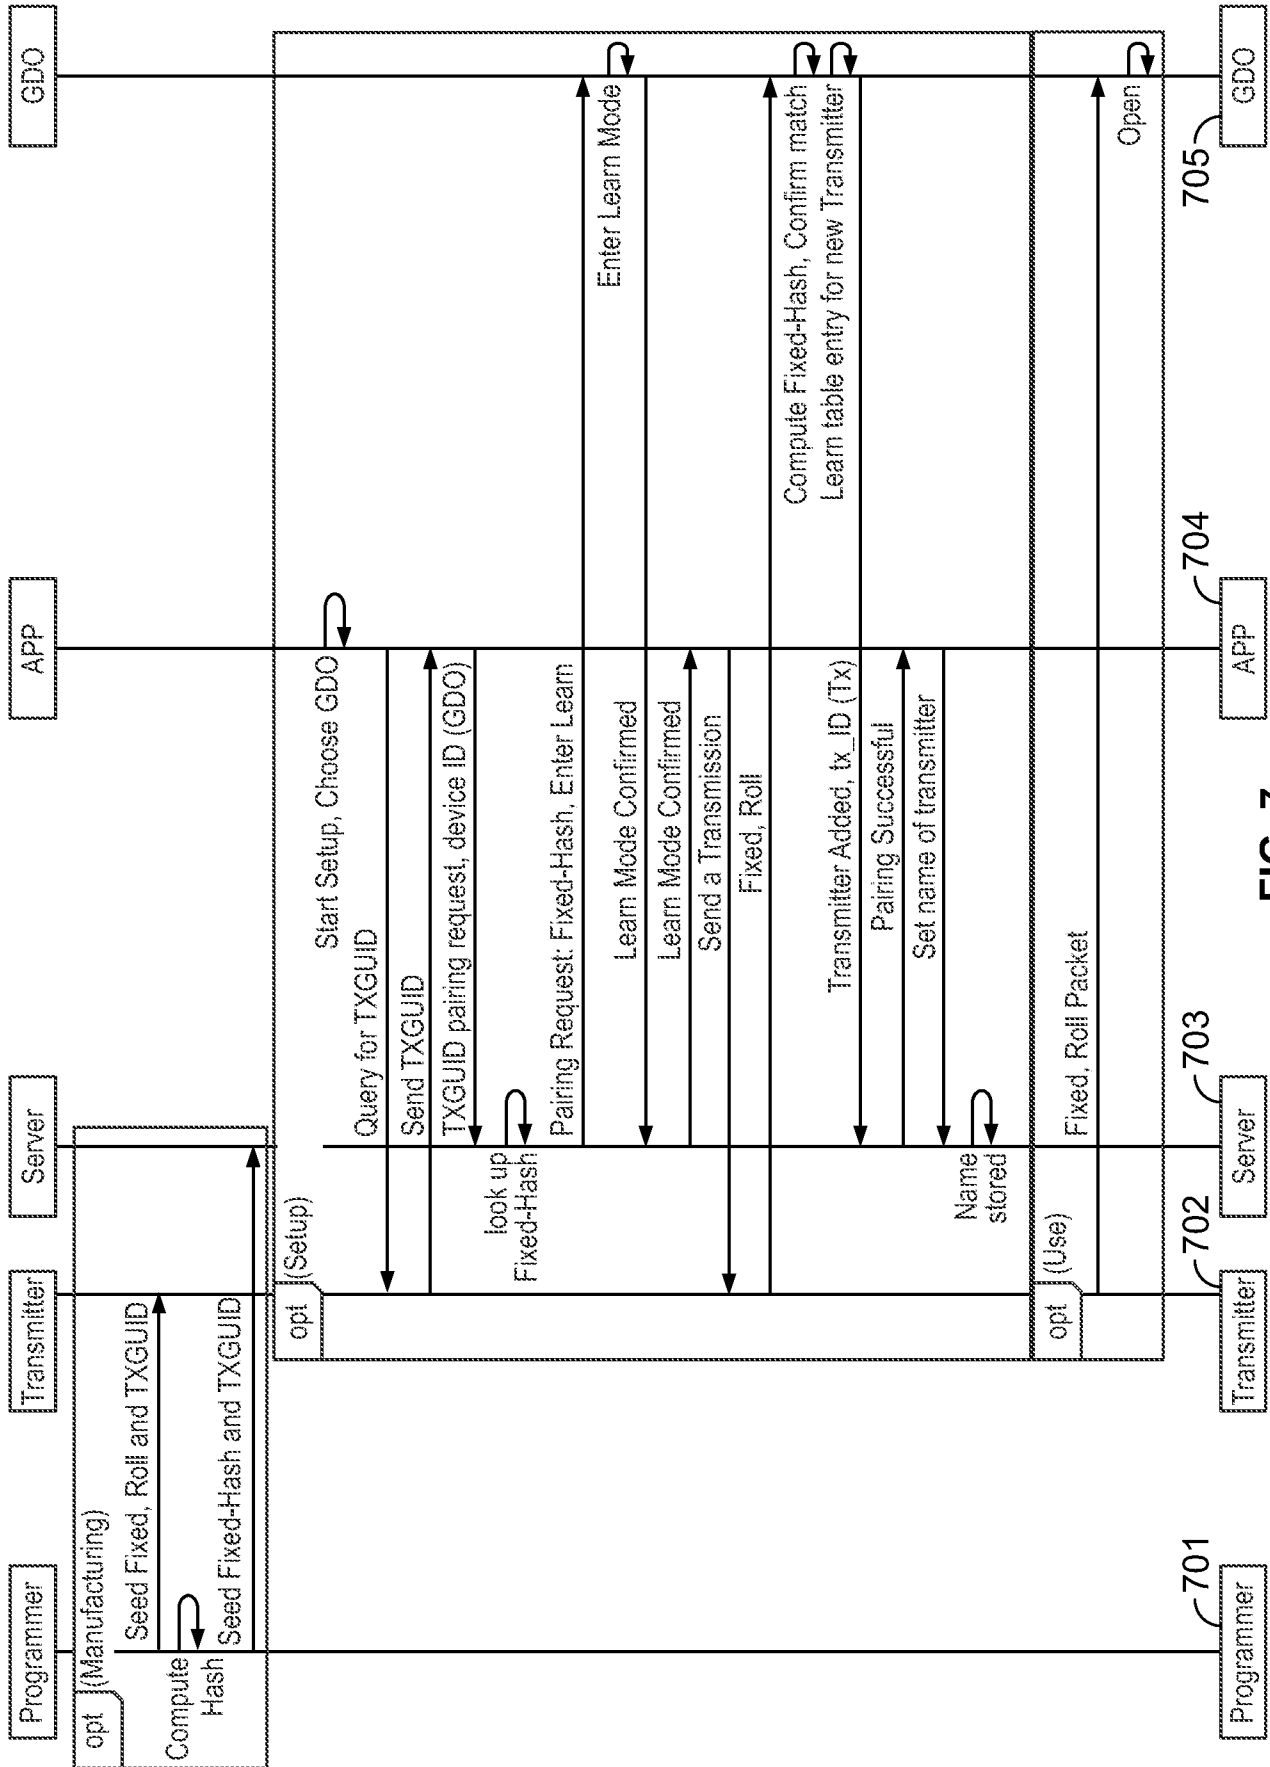 Programmer
Transmitter
Server
APP
GDO
opt
(Manufacturing)
Seed Fixed, Roll and TXGUID
Compute
Hash
Seed Fixed-Hash and TXGUID
opt
(Setup)
Start Setup, Choose GDO
Query for TXGUID
Send TXGUID
TXGUID pairing request, device ID (GDO)
look up
Fixed-Hash
Pairing Request: Fixed-Hash, Enter Learn
Enter Learn Mode
Learn Mode Confirmed
Learn Mode Confirmed
Send a Transmission
Fixed, Roll
Compute Fixed-Hash, Confirm match
Learn table entry for new Transmitter
Transmitter Added, tx_ID (Tx)
Pairing Successful
Set name of transmitter
Name
stored
opt
(Use)
Fixed, Roll Packet
Open
701
702
703
704
705
Programmer
Transmitter
Server
APP
GDO